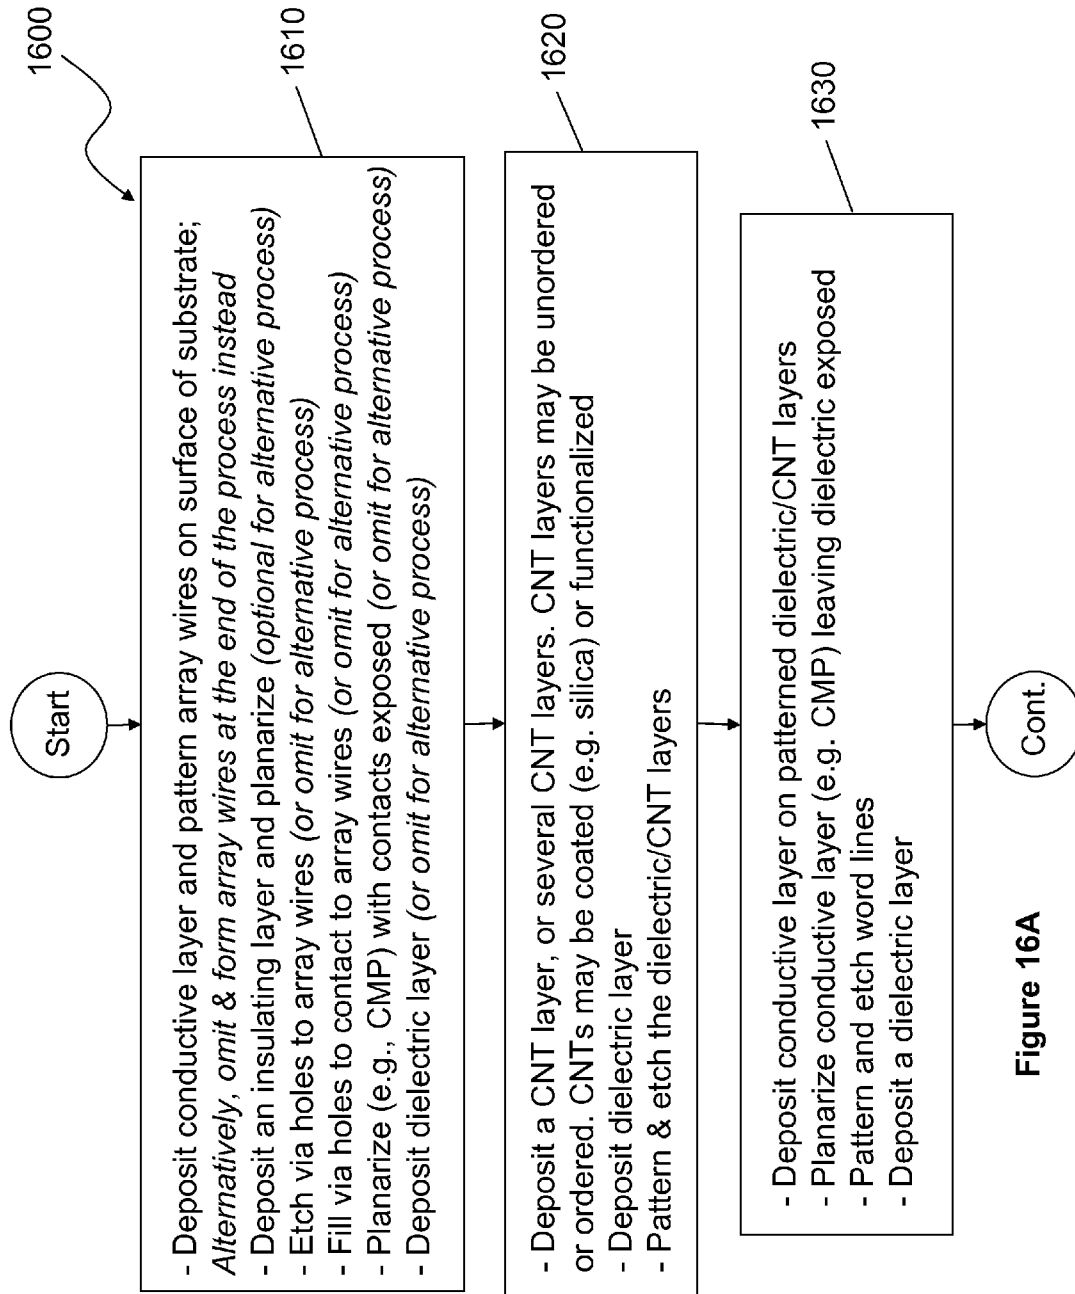 1600
Start
- Deposit conductive layer and pattern array wires on surface of substrate;
Alternatively, omit & form array wires at the end of the process instead
- Deposit an insulating layer and planarize (optional for alternative process)
- Etch via holes to array wires (or omit for alternative process)
- Fill via holes to contact to array wires (or omit for alternative process)
- Planarize (e.g., CMP) with contacts exposed (or omit for alternative process)
- Deposit dielectric layer (or omit for alternative process)
1610
- Deposit a CNT layer, or several CNT layers. CNT layers may be unordered
or ordered. CNTs may be coated (e.g. silica) or functionalized
- Deposit dielectric layer
- Pattern & etch the dielectric/CNT layers
1620
- Deposit conductive layer on patterned dielectric/CNT layers
- Planarize conductive layer (e.g. CMP) leaving dielectric exposed
- Pattern and etch word lines
- Deposit a dielectric layer
1630
Cont.
Figure 16A